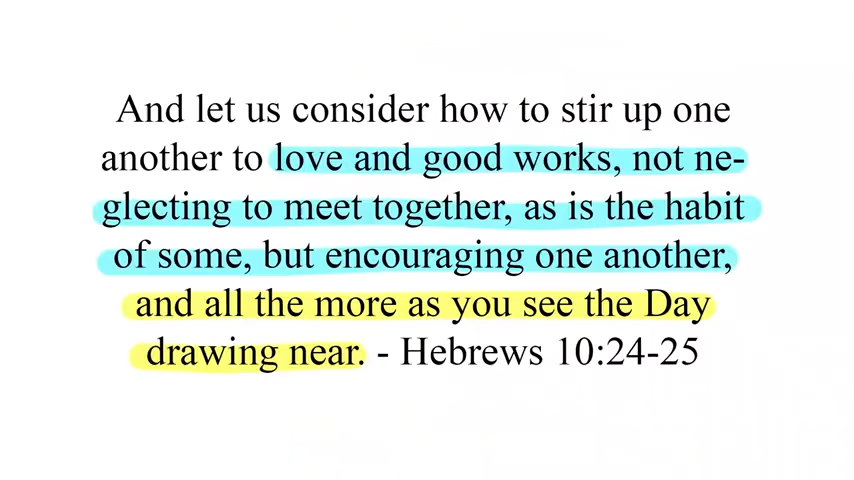 And let us consider how to stir up one
another to love and good works, not ne-
glecting to meet together, as is the habit
of some, but encouraging one another,
and all the more as you see the Day
drawing near. - Hebrews 10:24-25